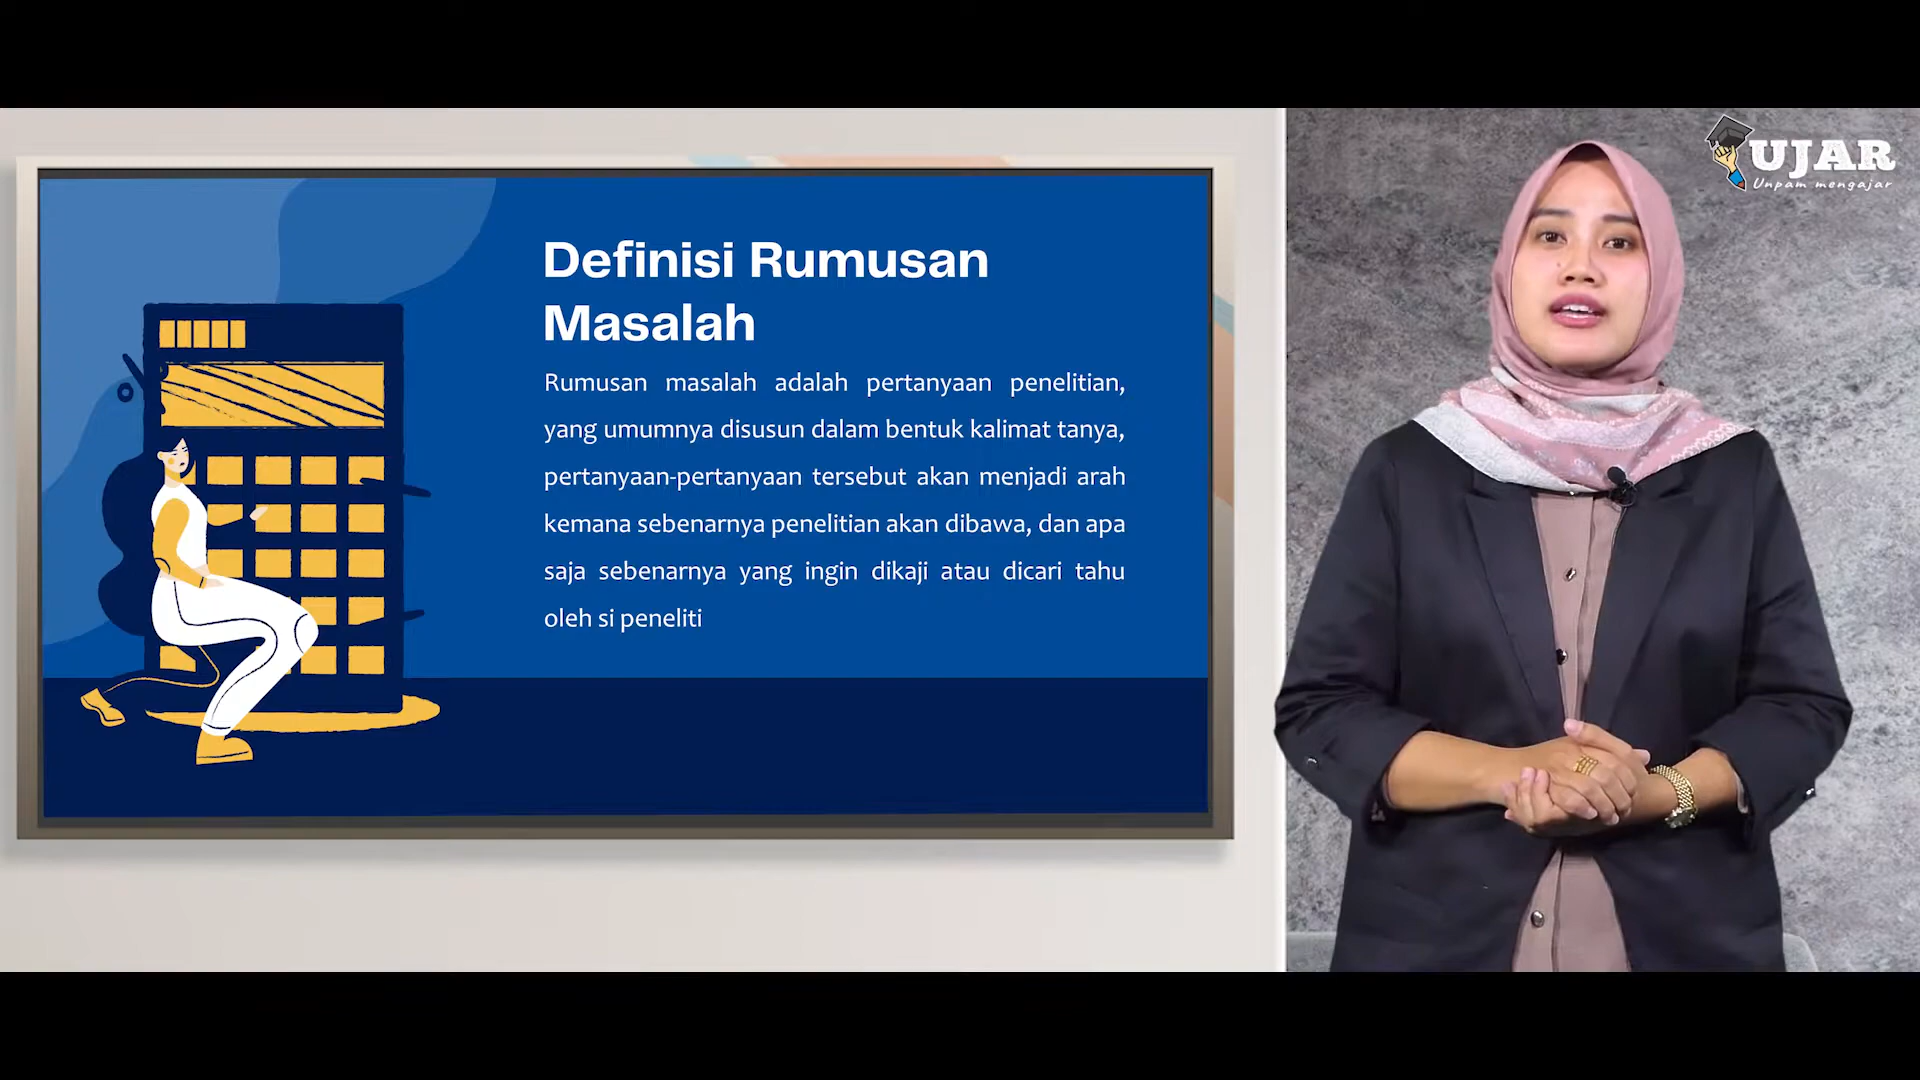 Definisi Rumusan
Masalah
Rumusan masalah adalah pertanyaan penelitian,
yang umumnya disusun dalam bentuk kalimat tanya,
pertanyaan-pertanyaan tersebut akan menjadi arah
kemana sebenarnya penelitian akan dibawa, dan apa
saja sebenarnya yang ingin dikaji atau dicari tahu
oleh si peneliti
UJAR
Unpam mengajar